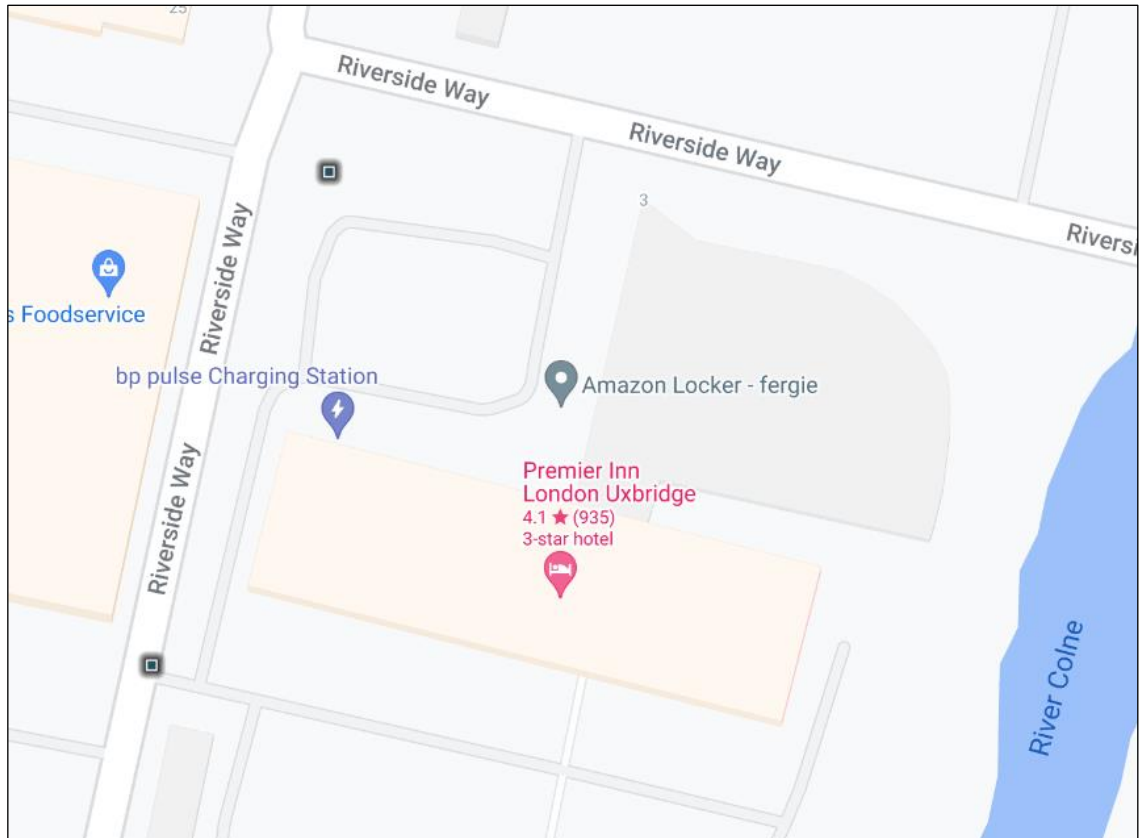 25
Riverside Way
Riverside Way
3
Riversi
Riverside Way
s Foodservice
bp pulse Charging Station
Amazon Locker - fergie
Premier Inn
London Uxbridge
4.1 ★ (935)
3-star hotel
Riverside Way
River Colne